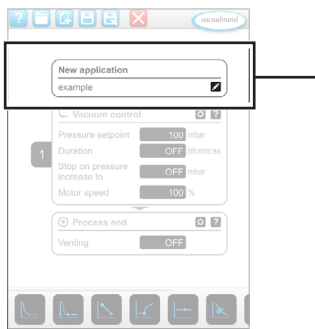 ? ?
vacuubrand
New application
example
Vacuum control ?
1
Pressure setpoint 100 mbar
Duration OFF hh:mm:ss
Stop on pressure
increase to OFF mbar
Motor speed 100 %
Process end ?
Venting OFF